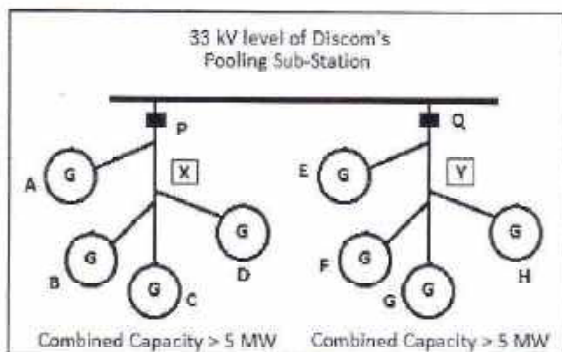 33 kV level of Discom's
Pooling Sub-Station
P
Q
A
G
X
E
G
Y
B
G
G
D
F
G
G
H
G
C
G
G
Combined Capacity > 5 MW
Combined Capacity > 5 MW